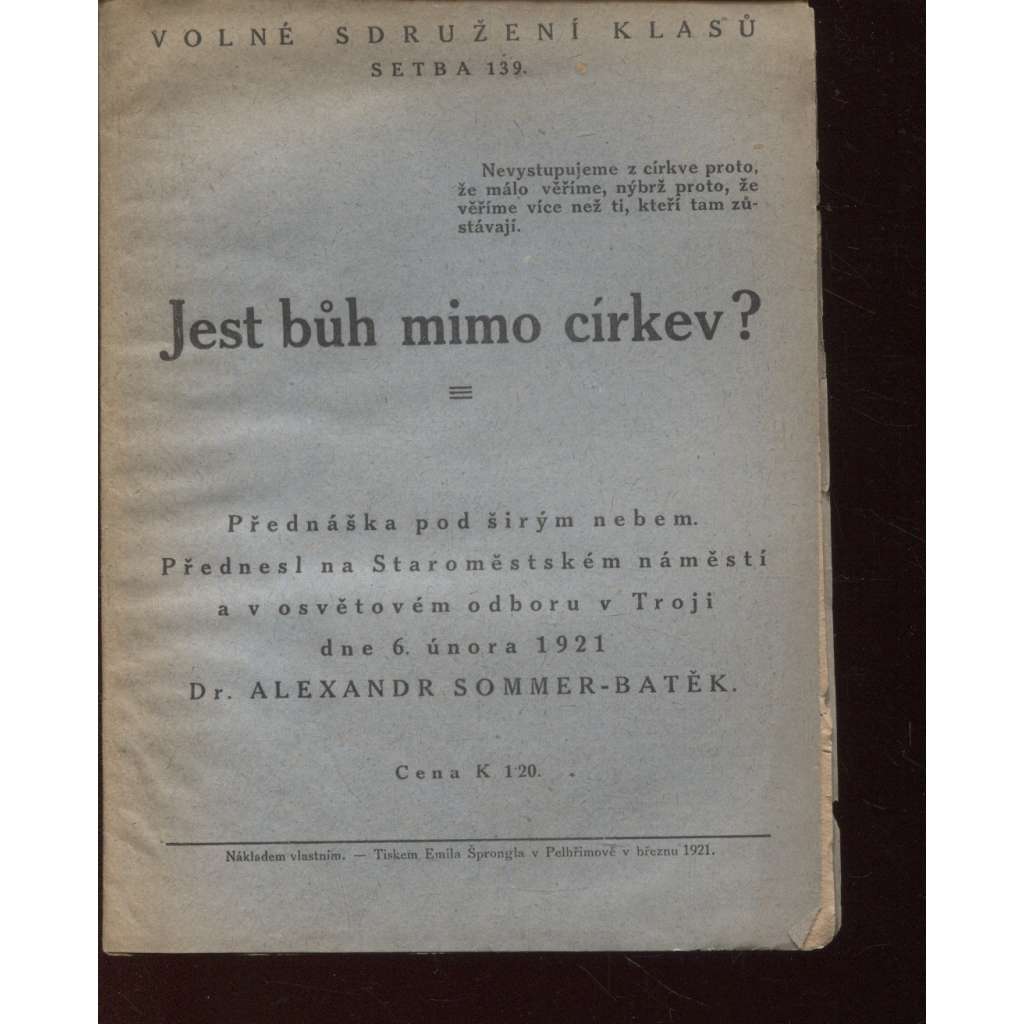 VOLNÉ SDRUŽENÍ KLASŮ
SETBA 139.
Nevystupujeme z církve proto,
že málo věříme, nýbrž proto, že
věříme více než ti, kteří tam zů-
stávají.
Jest bůh mimo církev?
Přednáška pod širým nebem.
Přednesl na Staroměstském náměstí
a v osvětovém odboru v Troji
dne 6. února 1921
Dr. ALEXANDR SOMMER-BATĚK.
Cena K 1·20.
Nákladem vlastním. — Tiskem Emila Šprongla v Pelhřimově v březnu 1921.